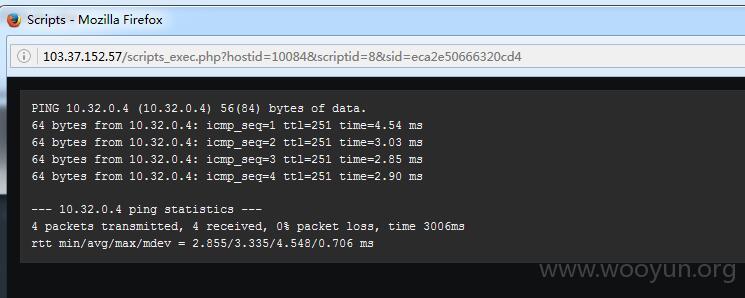 Scripts - Mozilla Firefox
103.37.152.57/scripts_exec.php?hostid=10084&scriptid=8&sid=eca2e50666320cd4
PING 10.32.0.4 (10.32.0.4) 56(84) bytes of data.
64 bytes from 10.32.0.4: icmp_seq=1 ttl=251 time=4.54 ms
64 bytes from 10.32.0.4: icmp_seq=2 ttl=251 time=3.03 ms
64 bytes from 10.32.0.4: icmp_seq=3 ttl=251 time=2.85 ms
64 bytes from 10.32.0.4: icmp_seq=4 ttl=251 time=2.90 ms
--- 10.32.0.4 ping statistics ---
4 packets transmitted, 4 received, 0% packet loss, time 3006ms
rtt min/avg/max/mdev = 2.855/3.335/4.548/0.706 ms
www.wooyun.org